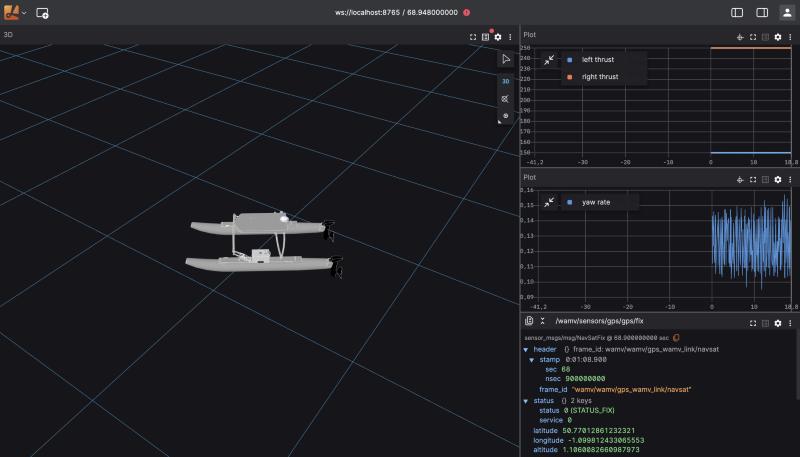 ws://localhost:8765 / 68.948000000
3D
3D
Plot
250
240
230
220
210
200
190
180
170
160
150
left thrust
right thrust
-41,2
-30
-20
-10
0
10
18,8
Plot
0,16
0,14
0,13
0,12
0,11
0,10
0,09
yaw rate
-41,2
-30
-20
-10
0
10
18,8
/wamv/sensors/gps/gps/fix
sensor_msgs/msg/NavSatFix @ 68.900000000 sec
header {} frame_id: wamv/wamv/gps_wamv_link/navsat
stamp 0:01:08.900
sec 68
nsec 900000000
frame_id "wamv/wamv/gps_wamv_link/navsat"
status {} 2 keys
status 0 (STATUS_FIX)
service 0
latitude 50.77012861232321
longitude -1.099812433065553
altitude 1.1060082660987973